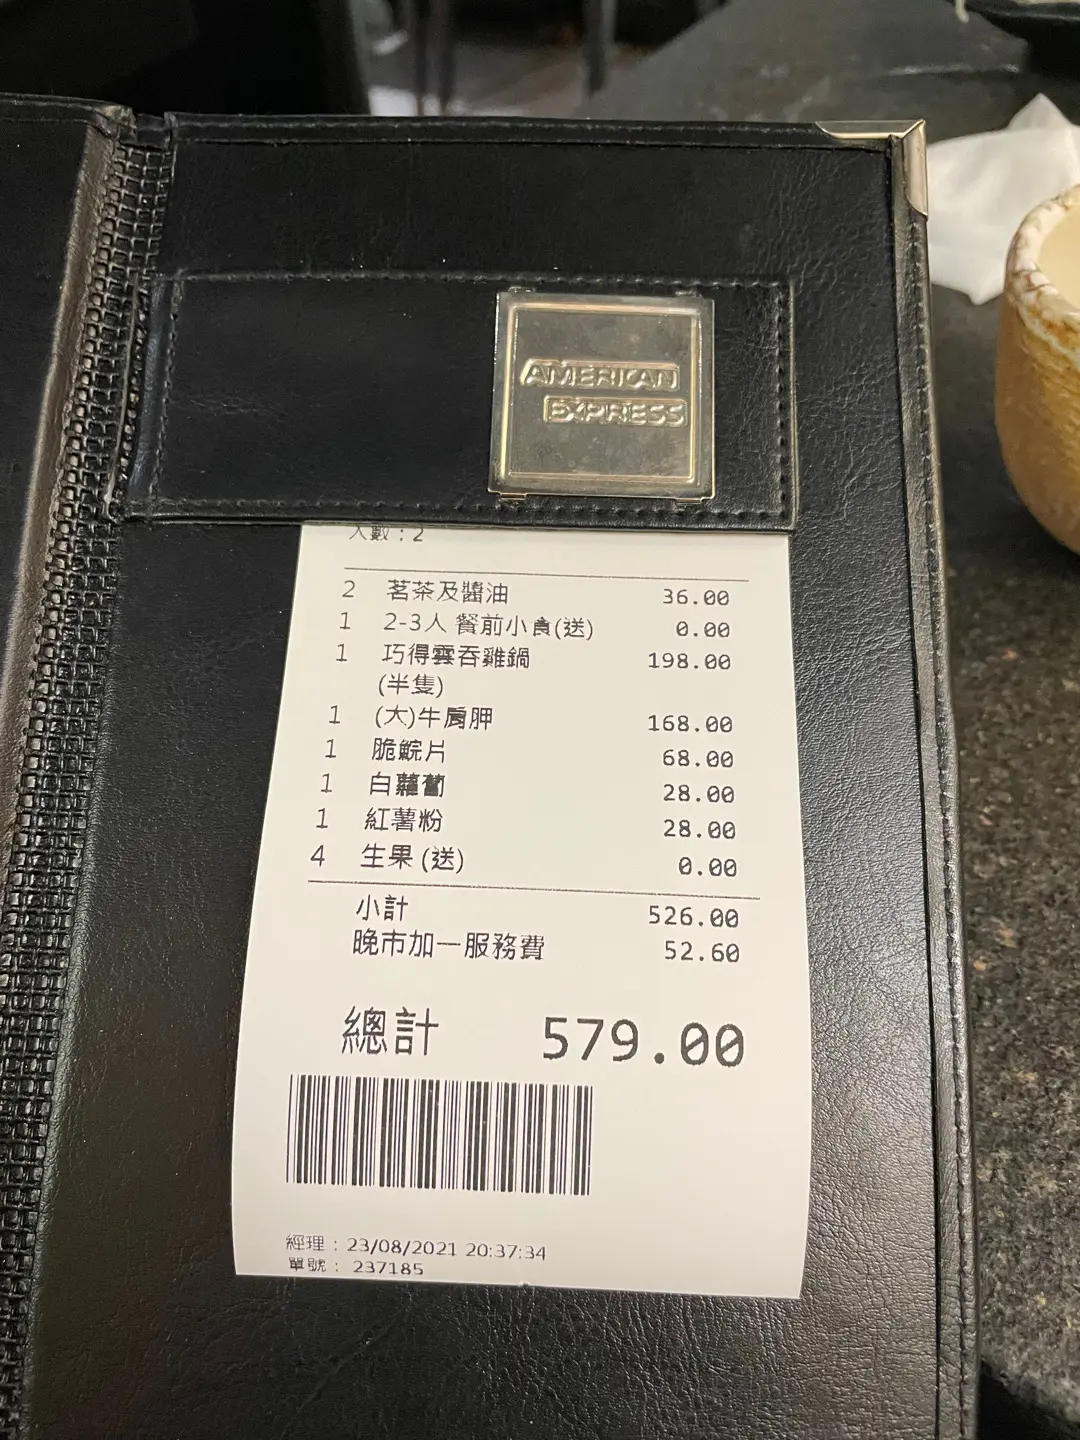 AMERICAN
EXPRESS
人數：2
2 茗茶及醬油 36.00
1 2-3人 餐前小食(送) 0.00
1 巧得雲吞雞鍋 198.00
(半隻)
1 (大)牛肩胛 168.00
1 脆鯇片 68.00
1 白蘿蔔 28.00
1 紅薯粉 28.00
4 生果 (送) 0.00
小計 526.00
晚市加一服務費 52.60
總計 579.00
經理：23/08/2021 20:37:34
單號：237185